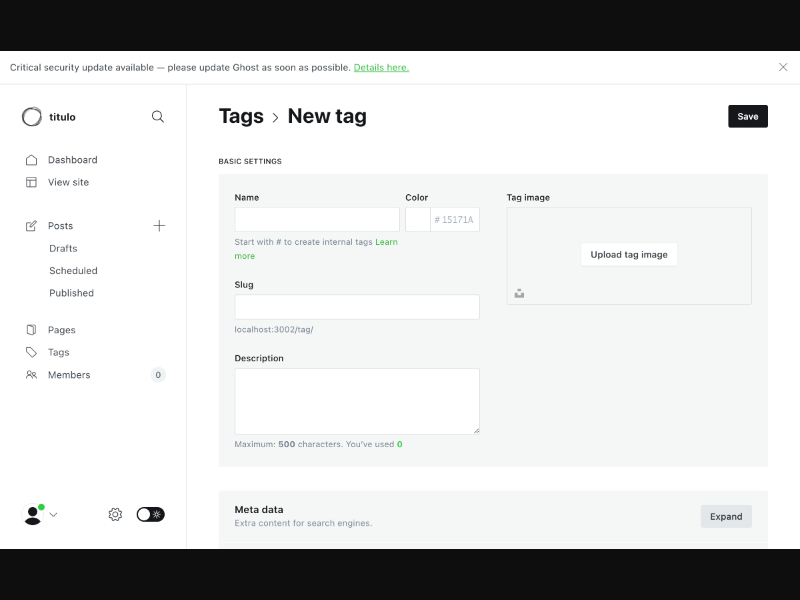 Critical security update available — please update Ghost as soon as possible. Details here.
titulo
Tags
New tag
Save
Dashboard
View site
BASIC SETTINGS
Name
Color
Tag image
# 15171A
Posts
Start with # to create internal tags Learn
more
Drafts
Upload tag image
Scheduled
Slug
Published
localhost:3002/tag/
Pages
Tags
Description
Members
0
Maximum: 500 characters. You've used 0
Meta data
Extra content for search engines.
Expand